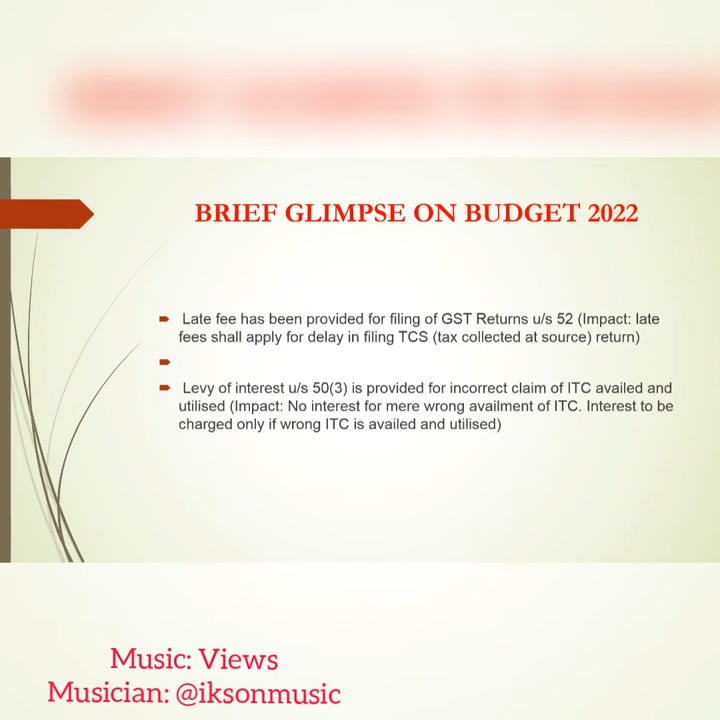 BRIEF GLIMPSE ON BUDGET 2022
Late fee has been provided for filing of GST Returns u/s 52 (Impact: late
fees shall apply for delay in filing TCS (tax collected at source) return)
Levy of interest u/s 50(3) is provided for incorrect claim of ITC availed and
utilised (Impact: No interest for mere wrong availment of ITC. Interest to be
charged only if wrong ITC is availed and utilised)
Music: Views
Musician: @iksonmusic